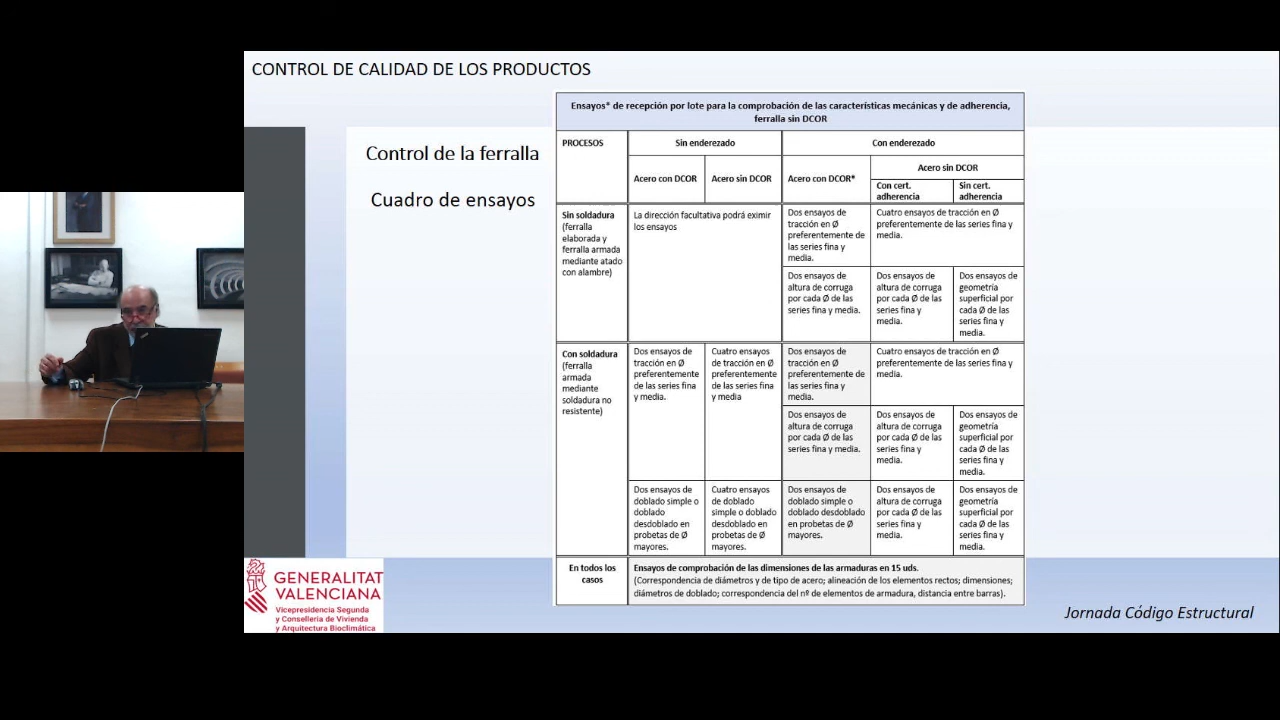 CONTROL DE CALIDAD DE LOS PRODUCTOS
Control de la ferralla
Cuadro de ensayos
Ensayos* de recepción por lote para la comprobación de las características mecánicas y de adherencia,
ferralla sin DCOR
PROCESOS
Sin enderezado
Con enderezado
Acero con DCOR
Acero sin DCOR
Acero con DCOR*
Acero sin DCOR
Con cert.
adherencia
Sin cert.
adherencia
Sin soldadura
(ferralla
elaborada y
ferralla armada
mediante atado
con alambre)
La dirección facultativa podrá eximir
los ensayos
Dos ensayos de
tracción en Ø
preferentemente de
las series fina y
media.
Cuatro ensayos de tracción en Ø
preferentemente de las series fina y
media.
Dos ensayos de
altura de corruga
por cada Ø de las
series fina y media.
Dos ensayos de
altura de corruga
por cada Ø de las
series fina y
media.
Dos ensayos de
geometría
superficial por
cada Ø de las
series fina y
media.
Con soldadura
(ferralla
armada
mediante
soldadura no
resistente)
Dos ensayos de
tracción en Ø
preferentemente
de las series fina
y media.
Cuatro ensayos
de tracción en Ø
preferentemente
de las series fina
y media
Dos ensayos de
tracción en Ø
preferentemente de
las series fina y
media.
Cuatro ensayos de tracción en Ø
preferentemente de las series fina y
media.
Dos ensayos de
altura de corruga
por cada Ø de las
series fina y media.
Dos ensayos de
altura de corruga
por cada Ø de las
series fina y
media.
Dos ensayos de
geometría
superficial por
cada Ø de las
series fina y
media.
Dos ensayos de
doblado simple o
doblado
desdoblado en
probetas de Ø
mayores.
Cuatro ensayos
de doblado
simple o doblado
desdoblado en
probetas de Ø
mayores.
Dos ensayos de
doblado simple o
doblado desdoblado
en probetas de Ø
mayores.
Dos ensayos de
altura de corruga
por cada Ø de las
series fina y
media.
Dos ensayos de
geometría
superficial por
cada Ø de las
series fina y
media.
En todos los
casos
Ensayos de comprobación de las dimensiones de las armaduras en 15 uds.
(Correspondencia de diámetros y de tipo de acero; alineación de los elementos rectos; dimensiones;
diámetros de doblado; correspondencia del nº de elementos de armadura, distancia entre barras).
GENERALITAT
VALENCIANA
Vicepresidencia Segunda
y Conselleria de Vivienda
y Arquitectura Bioclimática
Jornada Código Estructural